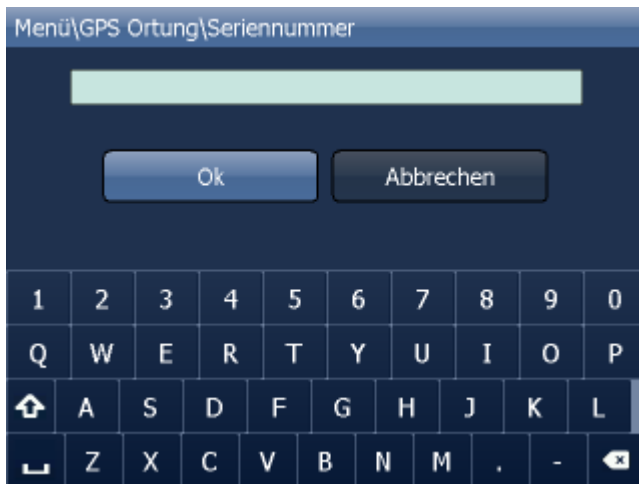 Menü\GPS Ortung\Seriennummer
Ok Abbrechen
1 2 3 4 5 6 7 8 9 0
Q W E R T Y U I O P
A S D F G H J K L
Z X C V B N M . -